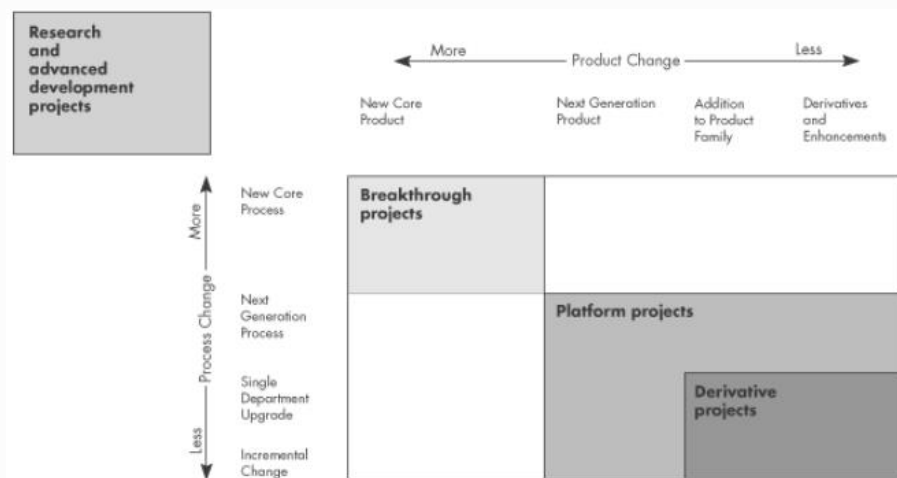 Research
and
advanced
development
projects
More
Product Change
Less
New Core
Product
Next Generation
Product
Addition
to Product
Family
Derivatives
and
Enhancements
More
Process Change
Less
New Core
Process
Next
Generation
Process
Single
Department
Upgrade
Incremental
Change
Breakthrough
projects
Platform projects
Derivative
projects